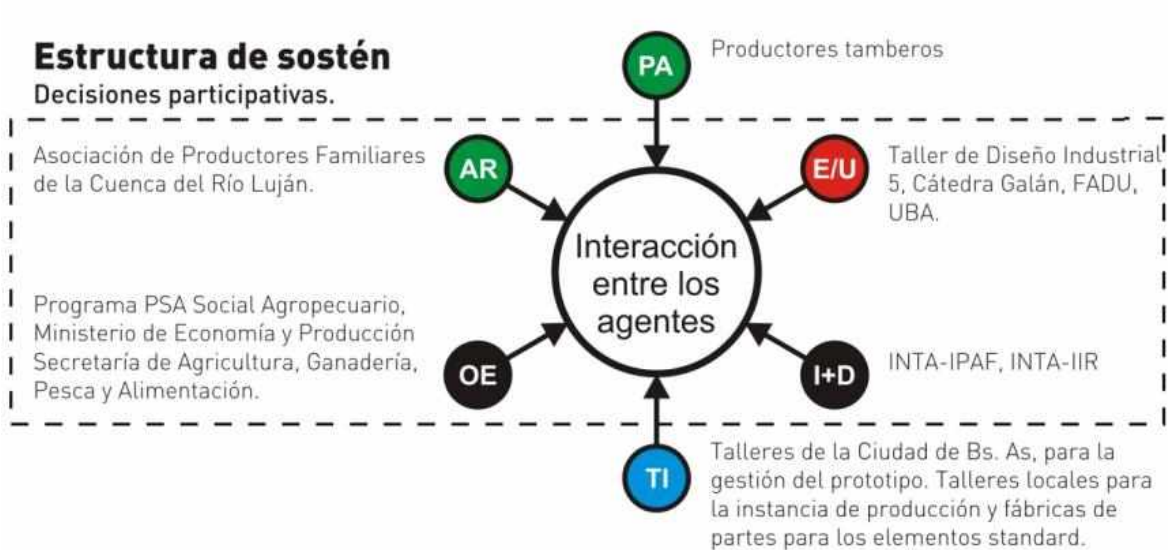 Estructura de sostén
Decisiones participativas.
PA
Productores tamberos
AR
Asociación de Productores Familiares
de la Cuenca del Río Luján.
E/U
Taller de Diseño Industrial
5, Cátedra Galán, FADU,
UBA.
Interacción
entre los
agentes
Programa PSA Social Agropecuario,
Ministerio de Economía y Producción
Secretaría de Agricultura, Ganadería,
Pesca y Alimentación.
OE
I+D
INTA-IPAF, INTA-IIR
TI
Talleres de la Ciudad de Bs. As, para la
gestión del prototipo. Talleres locales para
la instancia de producción y fábricas de
partes para los elementos standard.